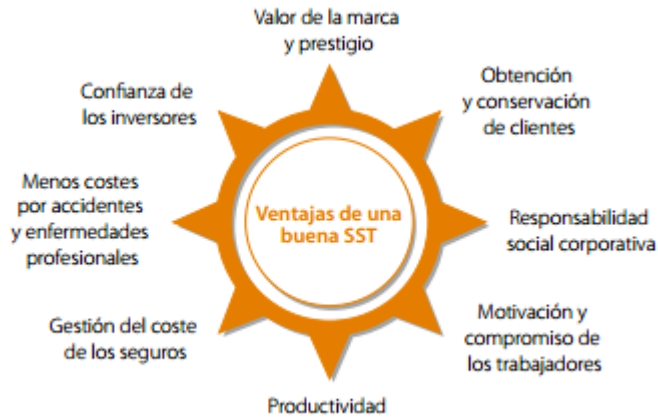 Valor de la marca
y prestigio
Obtención
y conservación
de clientes
Responsabilidad
social corporativa
Motivación y
compromiso de
los trabajadores
Productividad
Gestión del coste
de los seguros
Menos costes
por accidentes
y enfermedades
profesionales
Confianza de
los inversores
Ventajas de una
buena SST